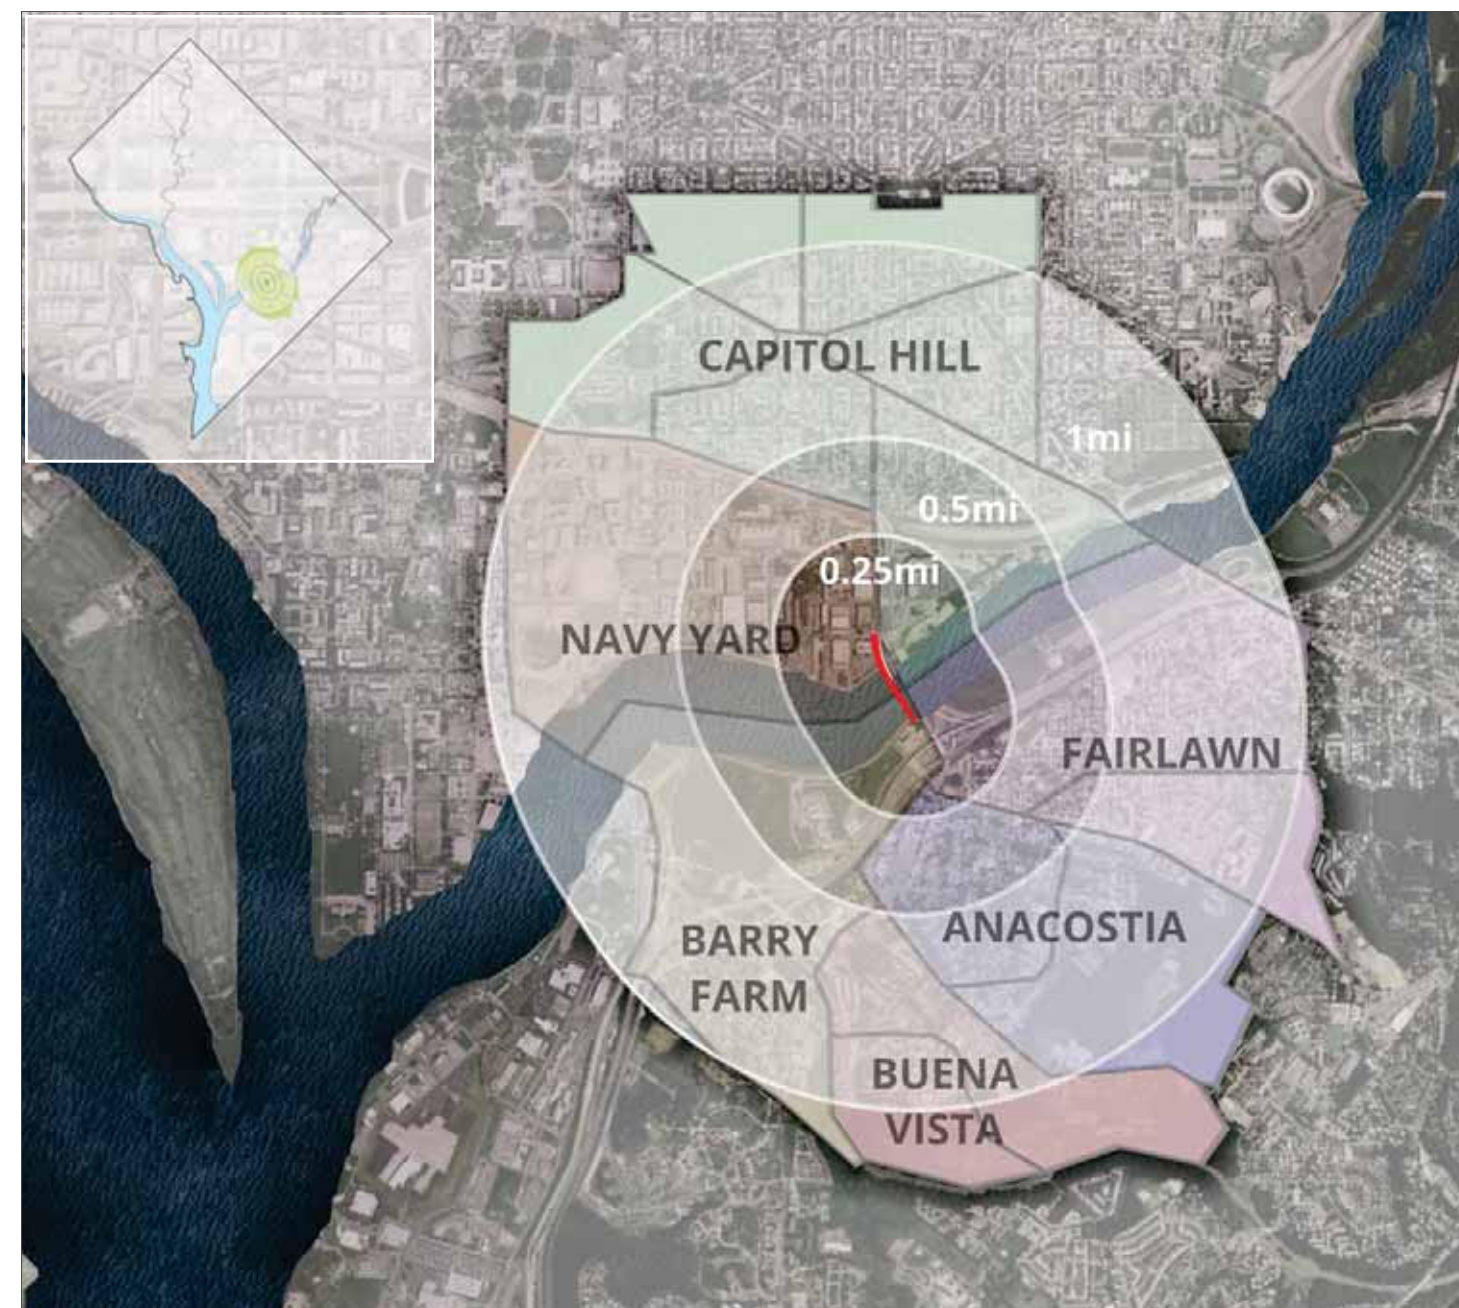 CAPITOL HILL
1mi
0.5mi
0.25mi
NAVY YARD
FAIRLAWN
BARRY
FARM
ANACOSTIA
BUENA
VISTA